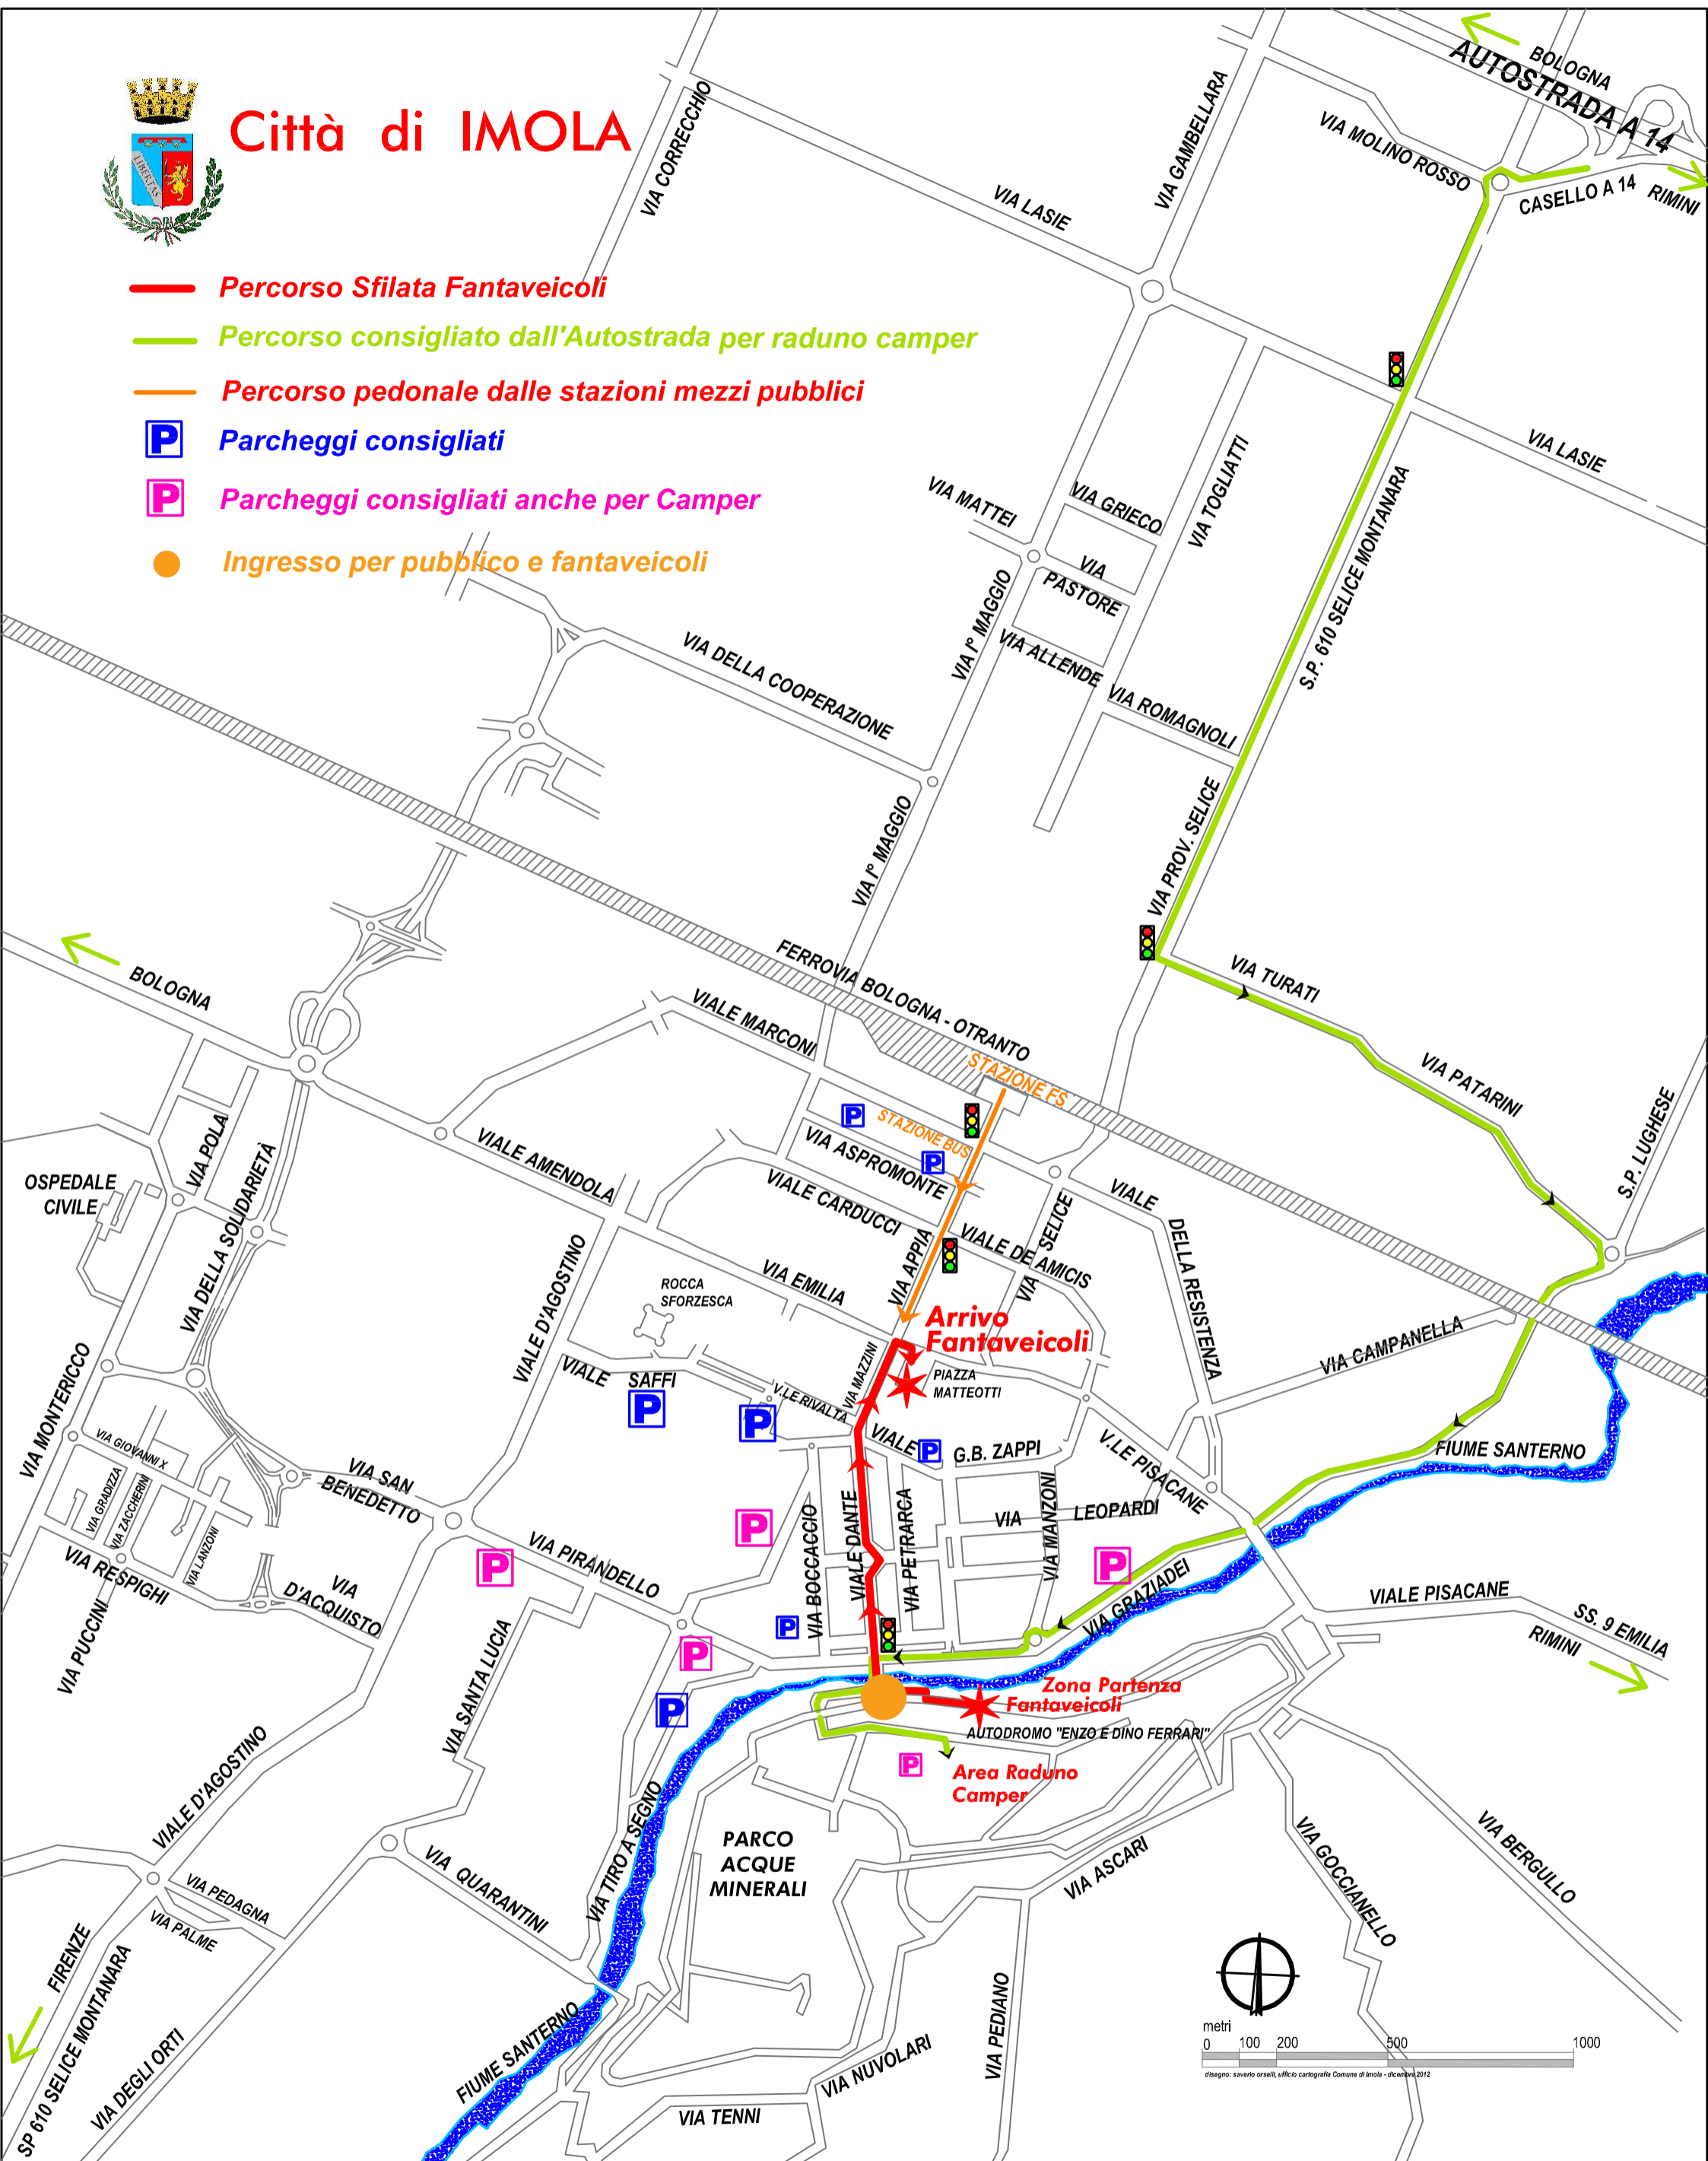 Città di IMOLA
Percorso Sfilata Fantaveicoli
Percorso consigliato dall'Autostrada per raduno camper
Percorso pedonale dalle stazioni mezzi pubblici
P
Parcheggi consigliati
P
Parcheggi consigliati anche per Camper
Ingresso per pubblico e fantaveicoli
LIBERTAS
BOLOGNA
AUTOSTRADA A 14
CASELLO A 14
RIMINI
VIA MOLINO ROSSO
VIA GAMBELLARA
VIA CORRECCHIO
VIA LASIE
VIA LASIE
VIA TOGLIATTI
VIA MATTEI
VIA GRIECO
VIA
PASTORE
VIA ALLENDE
VIA ROMAGNOLI
VIA I° MAGGIO
S.P. 610 SELICE MONTANARA
VIA DELLA COOPERAZIONE
VIA I° MAGGIO
VIA PROV. SELICE
FERROVIA BOLOGNA - OTRANTO
BOLOGNA
VIALE MARCONI
STAZIONE FS
VIA TURATI
VIA PATARINI
S.P. LUGHESE
P
STAZIONE BUS
P
VIA ASPROMONTE
VIALE CARDUCCI
VIALE AMENDOLA
VIA POLA
OSPEDALE
CIVILE
VIA DELLA SOLIDARIETÀ
VIALE D'AGOSTINO
VIA EMILIA
VIA APPIA
VIALE DE AMICIS
VIA SELICE
VIALE
DELLA RESISTENZA
ROCCA
SFORZESCA
Arrivo
Fantaveicoli
PIAZZA
MATTEOTTI
VIA MAZZINI
VIA CAMPANELLA
VIALE
SAFFI
P
P
V.LE RIVALTA
VIALE
P
G.B. ZAPPI
V.LE PISACANE
FIUME SANTERNO
VIA MONTERICCO
VIA GIOVANNI X
VIA GRADIZZA
VIA ZACCHERINI
VIA LANZONI
VIA SAN
BENEDETTO
VIA RESPIGHI
VIA PUCCINI
VIA
D'ACQUISTO
P
P
VIA PIRANDELLO
VIA BOCCACCIO
VIALE DANTE
VIA PETRARCA
VIA
LEOPARDI
VIA MANZONI
P
VIA GRAZIADEI
VIALE PISACANE
SS. 9 EMILIA
RIMINI
P
P
P
VIA SANTA LUCIA
Zona Partenza
Fantaveicoli
AUTODROMO "ENZO E DINO FERRARI"
P
Area Raduno
Camper
VIALE D'AGOSTINO
VIA TIRO A SEGNO
PARCO
ACQUE
MINERALI
VIA QUARANTINI
VIA PEDAGNA
VIA PALME
FIRENZE
SP 610 SELICE MONTANARA
VIA DEGLI ORTI
FIUME SANTERNO
VIA TENNI
VIA NUVOLARI
VIA PEDIANO
VIA ASCARI
VIA GOCCIANELLO
VIA BERGULLO
metri
0 100 200 500 1000
disegno: saverio orselli, ufficio cartografia Comune di Imola - dicembre 2012